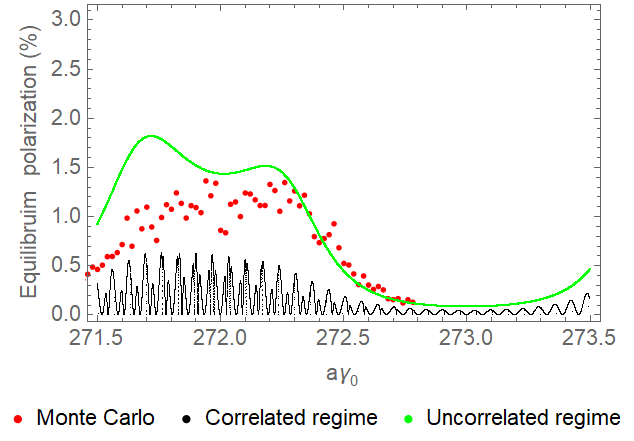 Equilibruim polarization (%)
3.0
2.5
2.0
1.5
1.0
0.5
0.0
271.5 272.0 272.5 273.0 273.5
aγ₀
Monte Carlo Correlated regime Uncorrelated regime